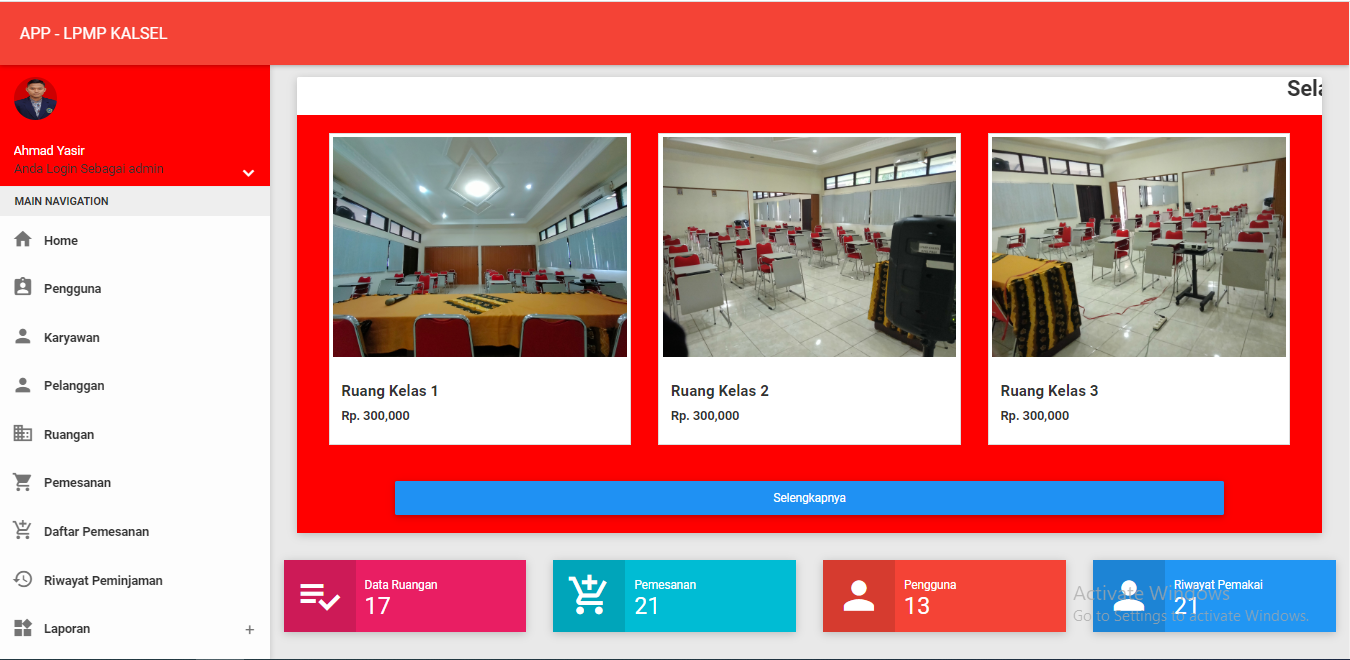 APP - LPMP KALSEL
Ahmad Yasir
Anda Login Sebagai admin
MAIN NAVIGATION
Home
Pengguna
Karyawan
Pelanggan
Ruangan
Pemesanan
Daftar Pemesanan
Riwayat Peminjaman
Laporan +
Sela
Ruang Kelas 1
Rp. 300,000
Ruang Kelas 2
Rp. 300,000
Ruang Kelas 3
Rp. 300,000
Selengkapnya
Data Ruangan
17
Pemesanan
21
Pengguna
13
Riwayat Pemakai
21
Activate Windows
Go to Settings to activate Windows.